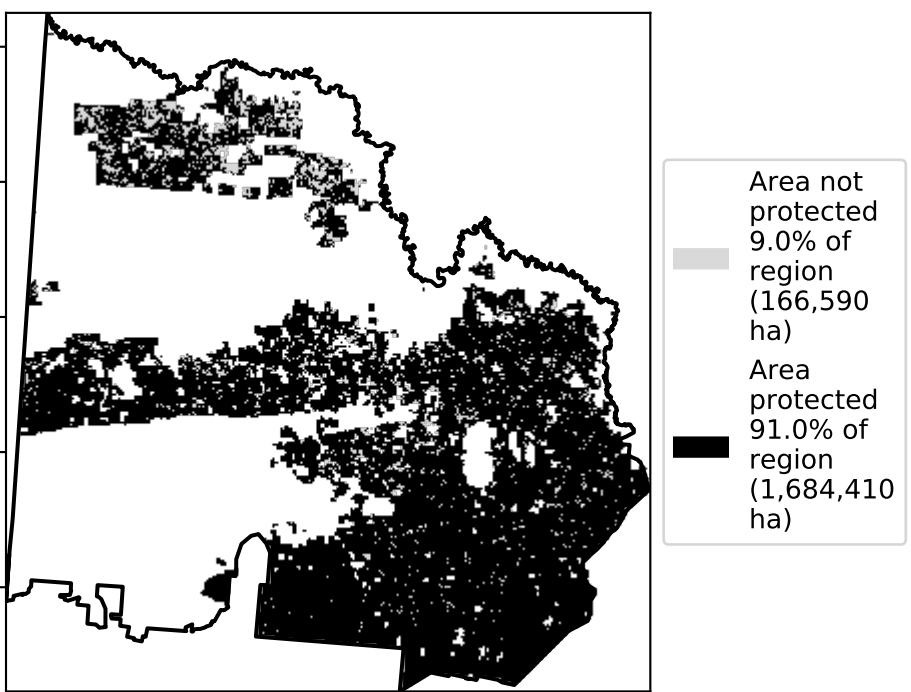 Area not
protected
9.0% of
region
(166,590
ha)
Area
protected
91.0% of
region
(1,684,410
ha)